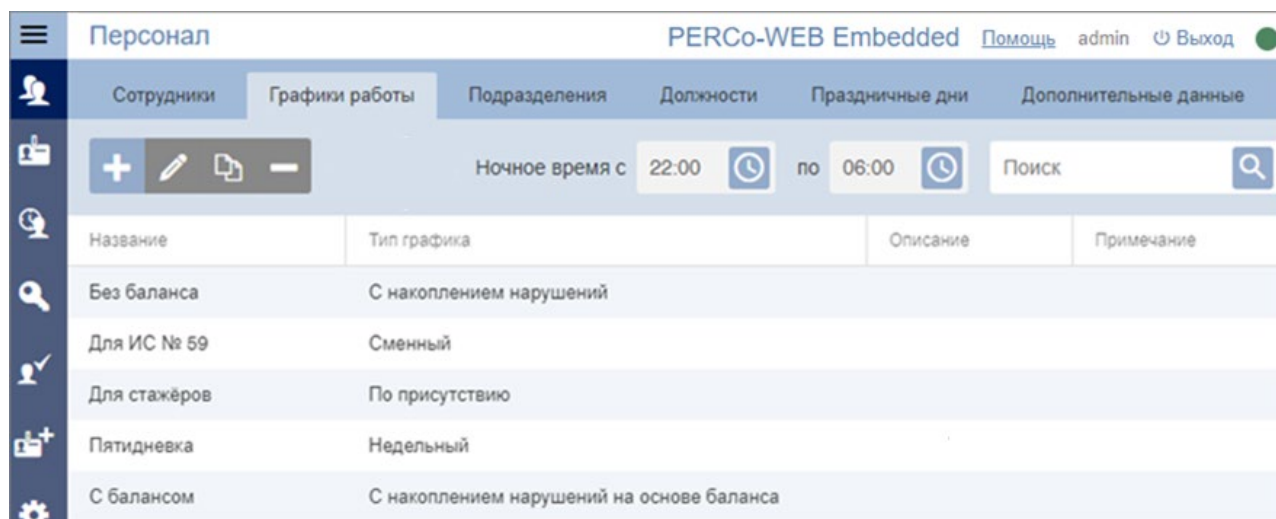 Персонал PERCo-WEB Embedded Помощь admin Выход
Сотрудники Графики работы Подразделения Должности Праздничные дни Дополнительные данные
Ночное время с 22:00 по 06:00 Поиск
Название Тип графика Описание Примечание
Без баланса С накоплением нарушений
Для ИС № 59 Сменный
Для стажёров По присутствию
Пятидневка Недельный
С балансом С накоплением нарушений на основе баланса